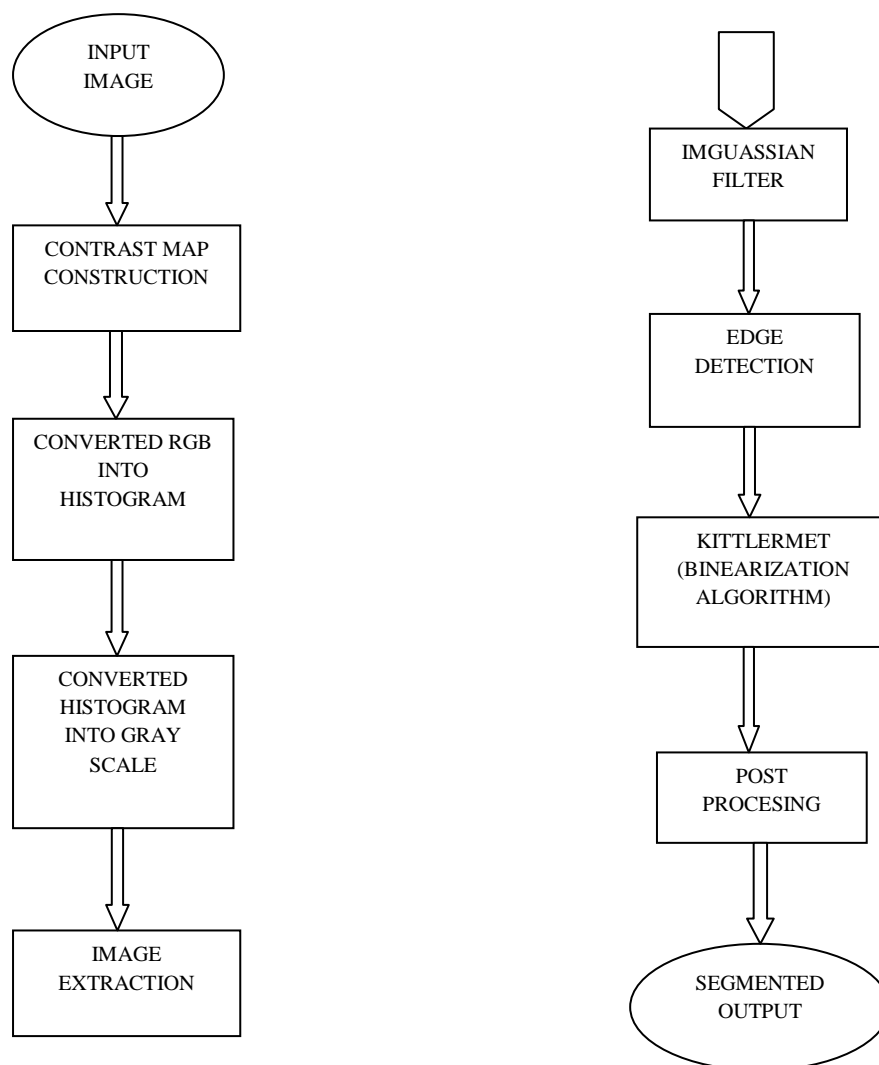 INPUT
IMAGE
CONTRAST MAP
CONSTRUCTION
CONVERTED RGB
INTO
HISTOGRAM
CONVERTED
HISTOGRAM
INTO GRAY
SCALE
IMAGE
EXTRACTION
IMGUASSIAN
FILTER
EDGE
DETECTION
KITTLERMET
(BINEARIZATION
ALGORITHM)
POST
PROCESING
SEGMENTED
OUTPUT